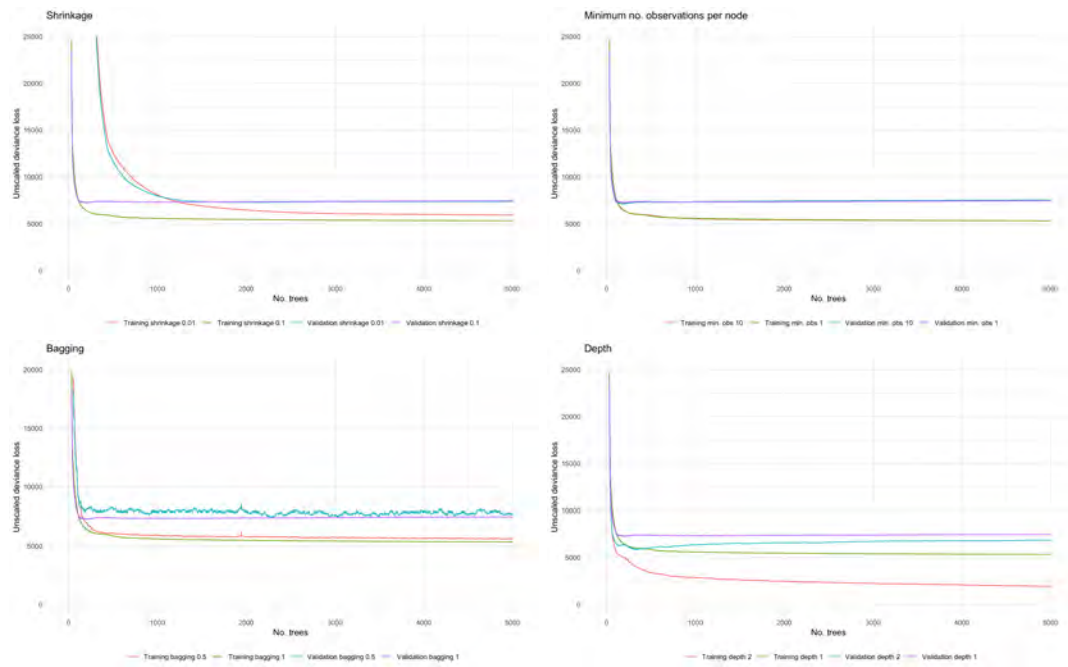 Shrinkage
25000
20000
15000
10000
5000
0
Unscaled deviance loss
0 1000 2000 3000 4000 5000
No. trees
Training shrinkage 0.01 Training shrinkage 0.1 Validation shrinkage 0.01 Validation shrinkage 0.1
Minimum no. observations per node
25000
20000
15000
10000
5000
0
Unscaled deviance loss
0 1000 2000 3000 4000 5000
No. trees
Training min. obs 10 Training min. obs 1 Validation min. obs 10 Validation min. obs 1
Bagging
20000
15000
10000
5000
0
Unscaled deviance loss
0 1000 2000 3000 4000 5000
No. trees
Training bagging 0.5 Training bagging 1 Validation bagging 0.5 Validation bagging 1
Depth
25000
20000
15000
10000
5000
0
Unscaled deviance loss
0 1000 2000 3000 4000 5000
No. trees
Training depth 2 Training depth 1 Validation depth 2 Validation depth 1